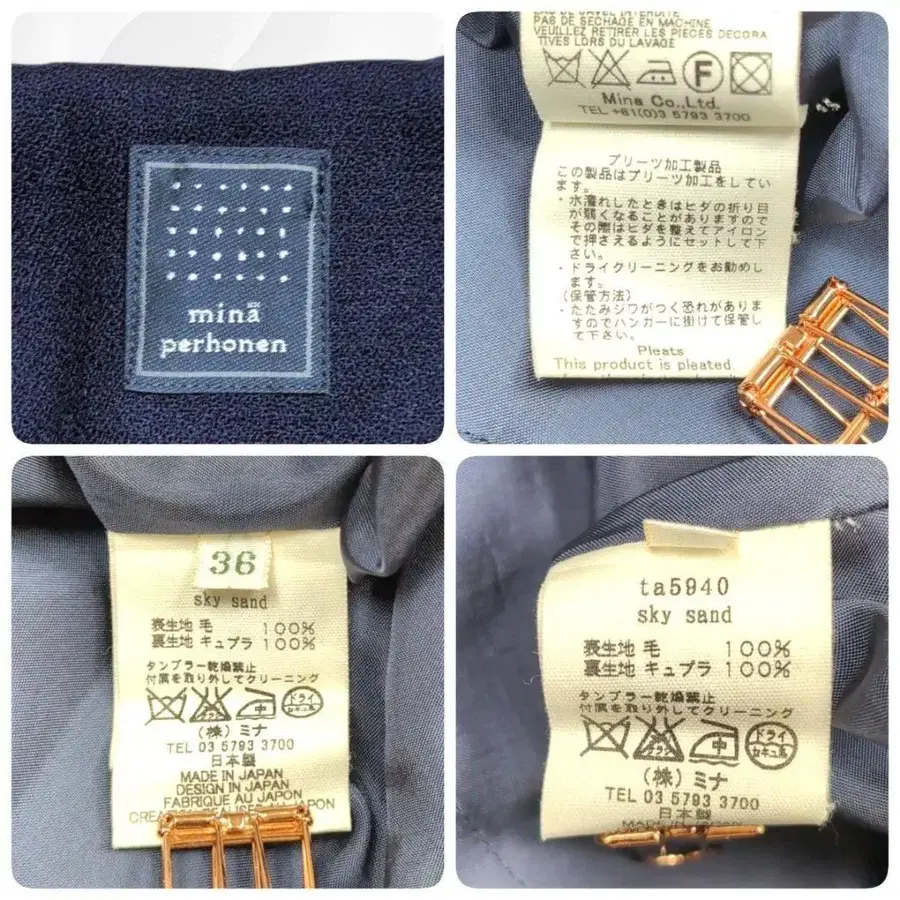 minä
perhonen
PAS DE SECHAGE EN MACHINE
VEUILLEZ RETIRER LES PIECES DECORA
TIVES LORS DU LAVAGE
F
Mina Co.,Ltd.
TEL +81(0)3 5793 3700
プリーツ加工製品
この製品はプリーツ加工をしてい
ます。
・水濡れしたときはヒダの折り目
が弱くなることがありますので
その際はヒダを整えてアイロン
で押さえるようにセットして下
さい。
・ドライクリーニングをお勧めし
ます。
(保管方法)
・たたみジワがつく恐れがありま
すのでハンガーに掛けて保管し
て下さい。
Pleats
This product is pleated.
36
sky sand
表生地 毛 100%
裏生地 キュプラ 100%
タンブラー乾燥禁止
付属を取り外してクリーニング
エンソサラシ 中 ドライ セキユ系
(株) ミナ
TEL 03 5793 3700
日本製
MADE IN JAPAN
DESIGN IN JAPAN
FABRIQUE AU JAPON
ta5940
sky sand
表生地 毛 100%
裏生地 キュプラ 100%
タンブラー乾燥禁止
付属を取り外してクリーニング
エンソサラシ 中 ドライ セキユ系
(株) ミナ
TEL 03 5793 3700
日本製
MADE IN JAPAN